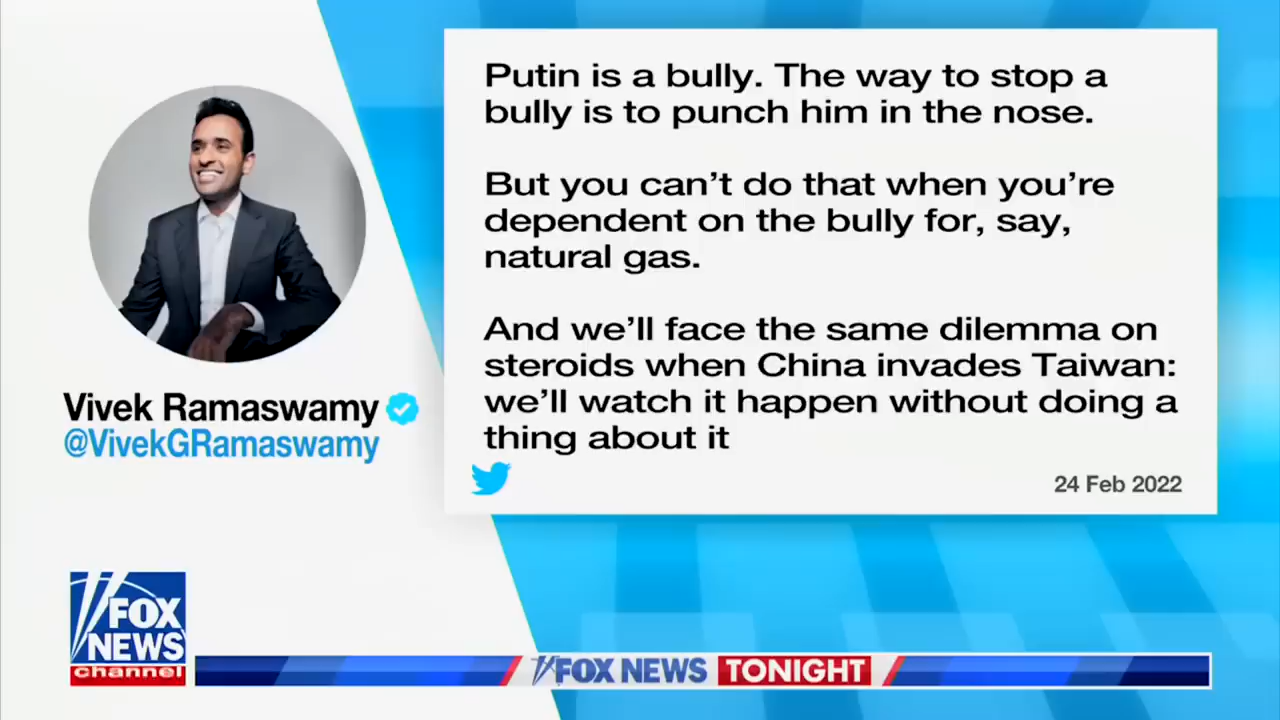 Putin is a bully. The way to stop a
bully is to punch him in the nose.
But you can't do that when you're
dependent on the bully for, say,
natural gas.
And we'll face the same dilemma on
steroids when China invades Taiwan:
we'll watch it happen without doing a
thing about it
24 Feb 2022
Vivek Ramaswamy
@VivekGRamaswamy
FOX
NEWS
channel
FOX NEWS TONIGHT